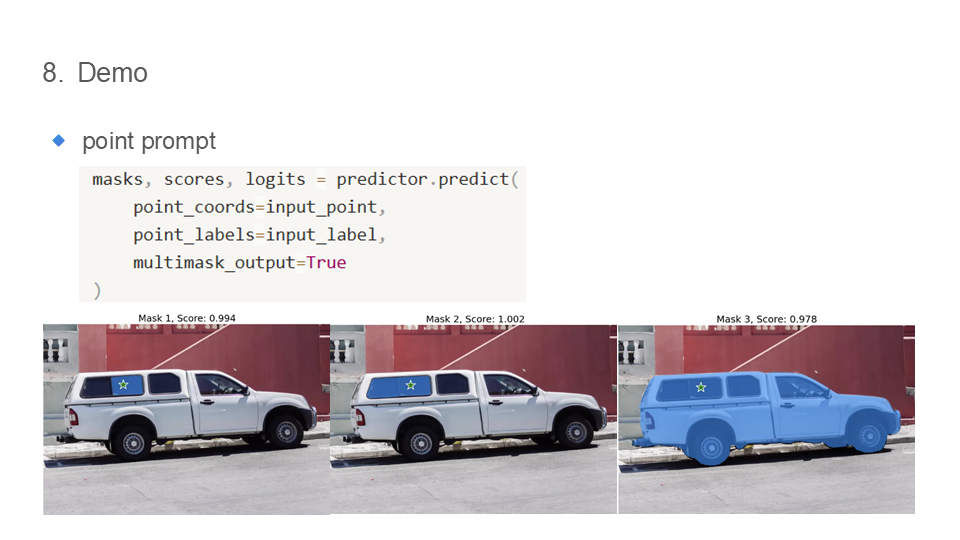 8. Demo
point prompt
masks, scores, logits = predictor.predict(
    point_coords=input_point,
    point_labels=input_label,
    multimask_output=True
)
Mask 1, Score: 0.994
Mask 2, Score: 1.002
Mask 3, Score: 0.978